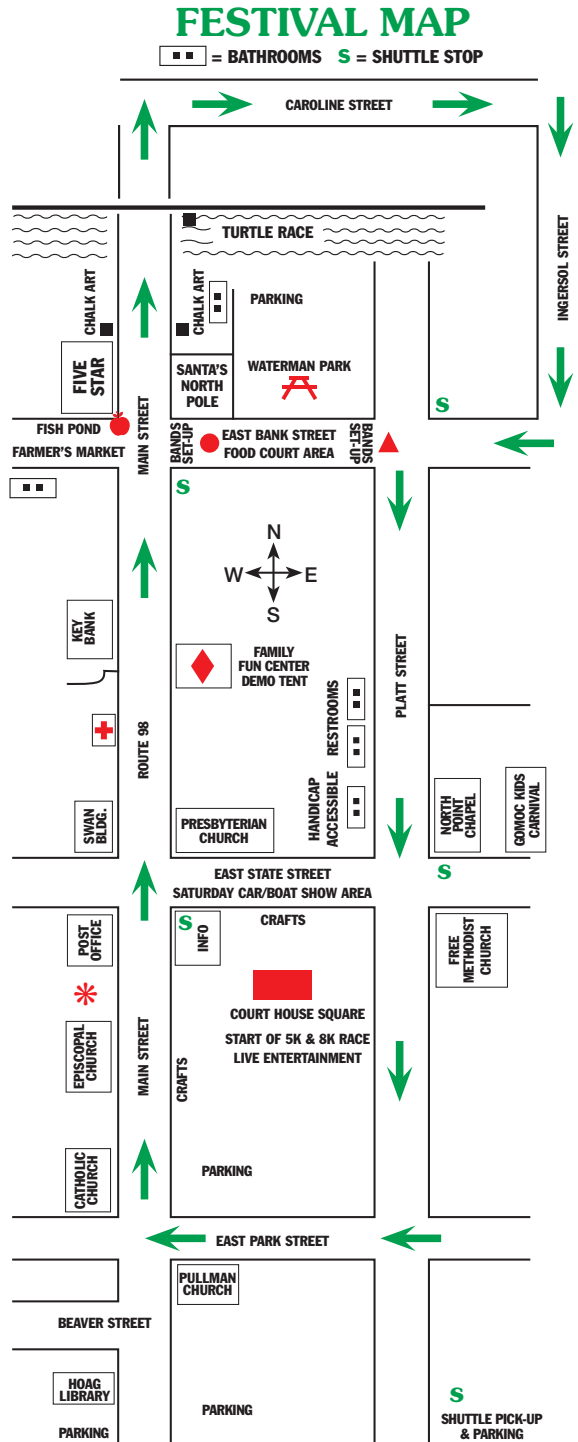 FESTIVAL MAP
= BATHROOMS S = SHUTTLE STOP
CAROLINE STREET
INGERSOL STREET
TURTLE RACE
CHALK ART
CHALK ART
PARKING
FIVE
STAR
SANTA'S
NORTH
POLE
WATERMAN PARK
S
FISH POND
FARMER'S MARKET
MAIN STREET
BANDS
SET-UP
EAST BANK STREET
FOOD COURT AREA
BANDS
SET-UP
S
N
W E
S
KEY
BANK
FAMILY
FUN CENTER
DEMO TENT
PLATT STREET
RESTROOMS
ROUTE 98
HANDICAP
ACCESSIBLE
SWAN
BLDG.
PRESBYTERIAN
CHURCH
NORTH
POINT
CHAPEL
GOMOC KIDS
CARNIVAL
EAST STATE STREET
SATURDAY CAR/BOAT SHOW AREA
S
POST
OFFICE
S
INFO
CRAFTS
FREE
METHODIST
CHURCH
COURT HOUSE SQUARE
START OF 5K & 8K RACE
LIVE ENTERTAINMENT
EPISCOPAL
CHURCH
MAIN STREET
CRAFTS
CATHOLIC
CHURCH
PARKING
EAST PARK STREET
PULLMAN
CHURCH
BEAVER STREET
HOAG
LIBRARY
PARKING
PARKING
S
SHUTTLE PICK-UP
& PARKING